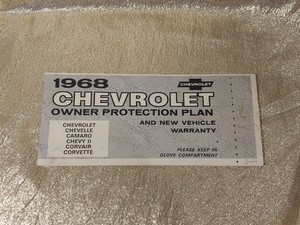 1968
CHEVROLET
CHEVROLET
OWNER PROTECTION PLAN
AND NEW VEHICLE
WARRANTY
CHEVROLET
CHEVELLE
CAMARO
CHEVY II
CORVAIR
CORVETTE
PLEASE KEEP IN
GLOVE COMPARTMENT